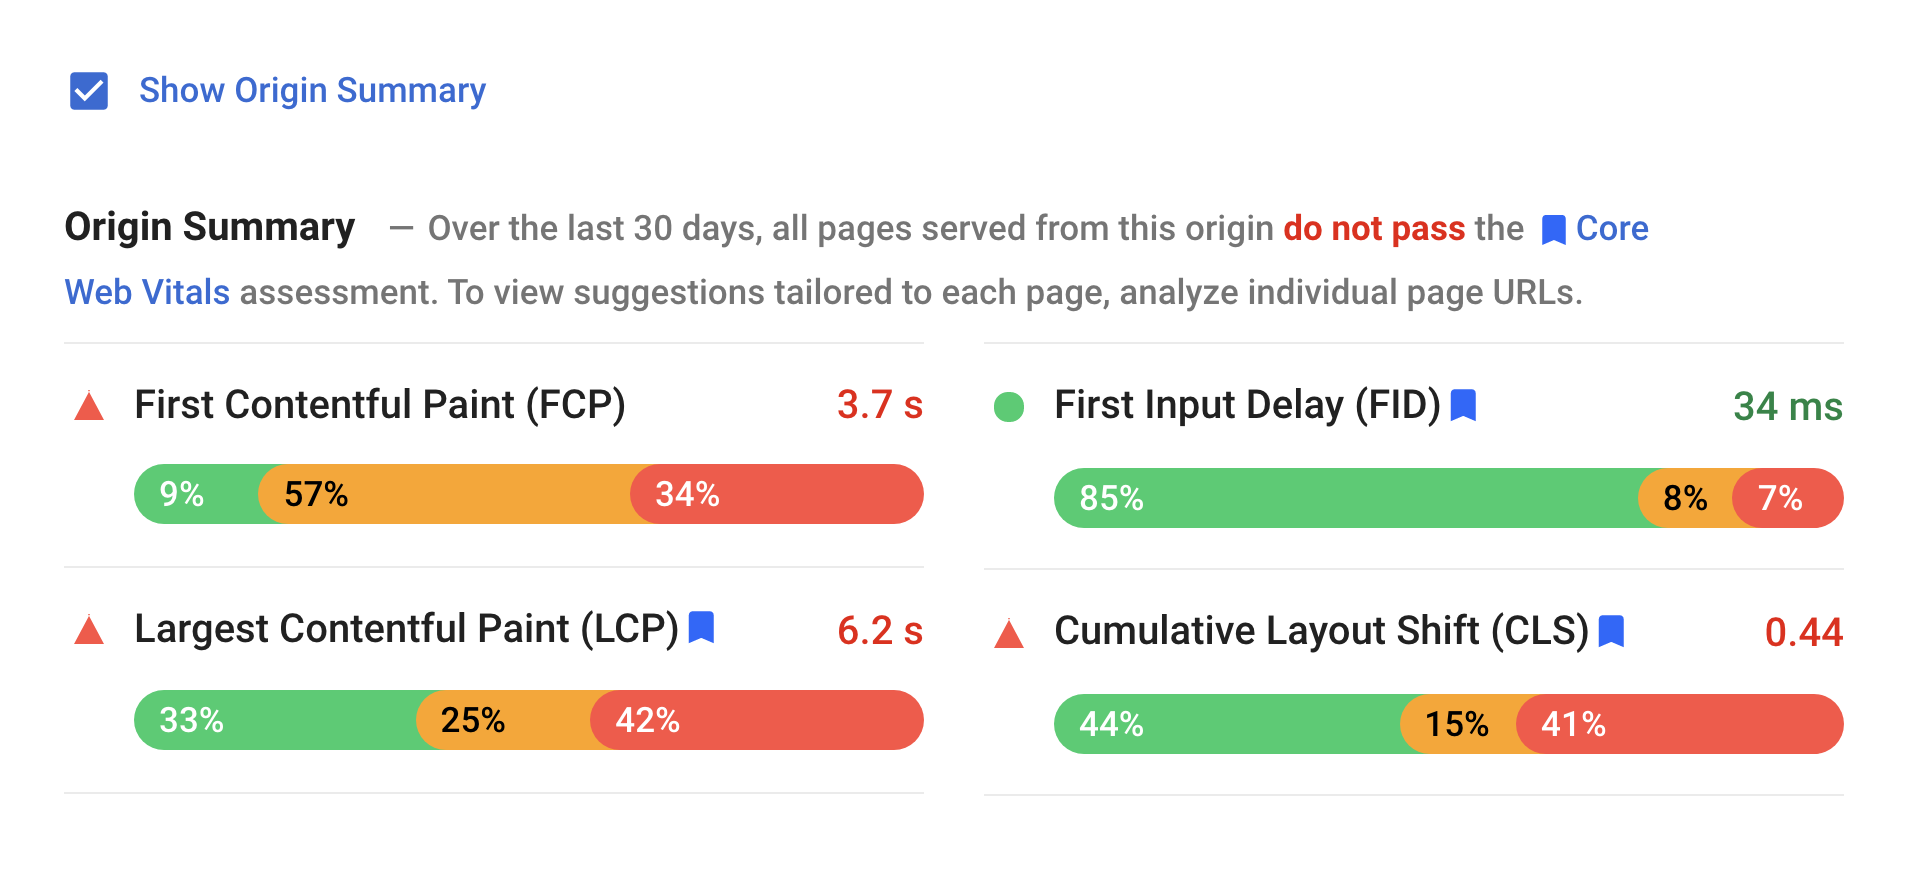 Show Origin Summary
Origin Summary — Over the last 30 days, all pages served from this origin do not pass the Core
Web Vitals assessment. To view suggestions tailored to each page, analyze individual page URLs.
First Contentful Paint (FCP) 3.7 s
9% 57% 34%
First Input Delay (FID) 34 ms
85% 8% 7%
Largest Contentful Paint (LCP) 6.2 s
33% 25% 42%
Cumulative Layout Shift (CLS) 0.44
44% 15% 41%